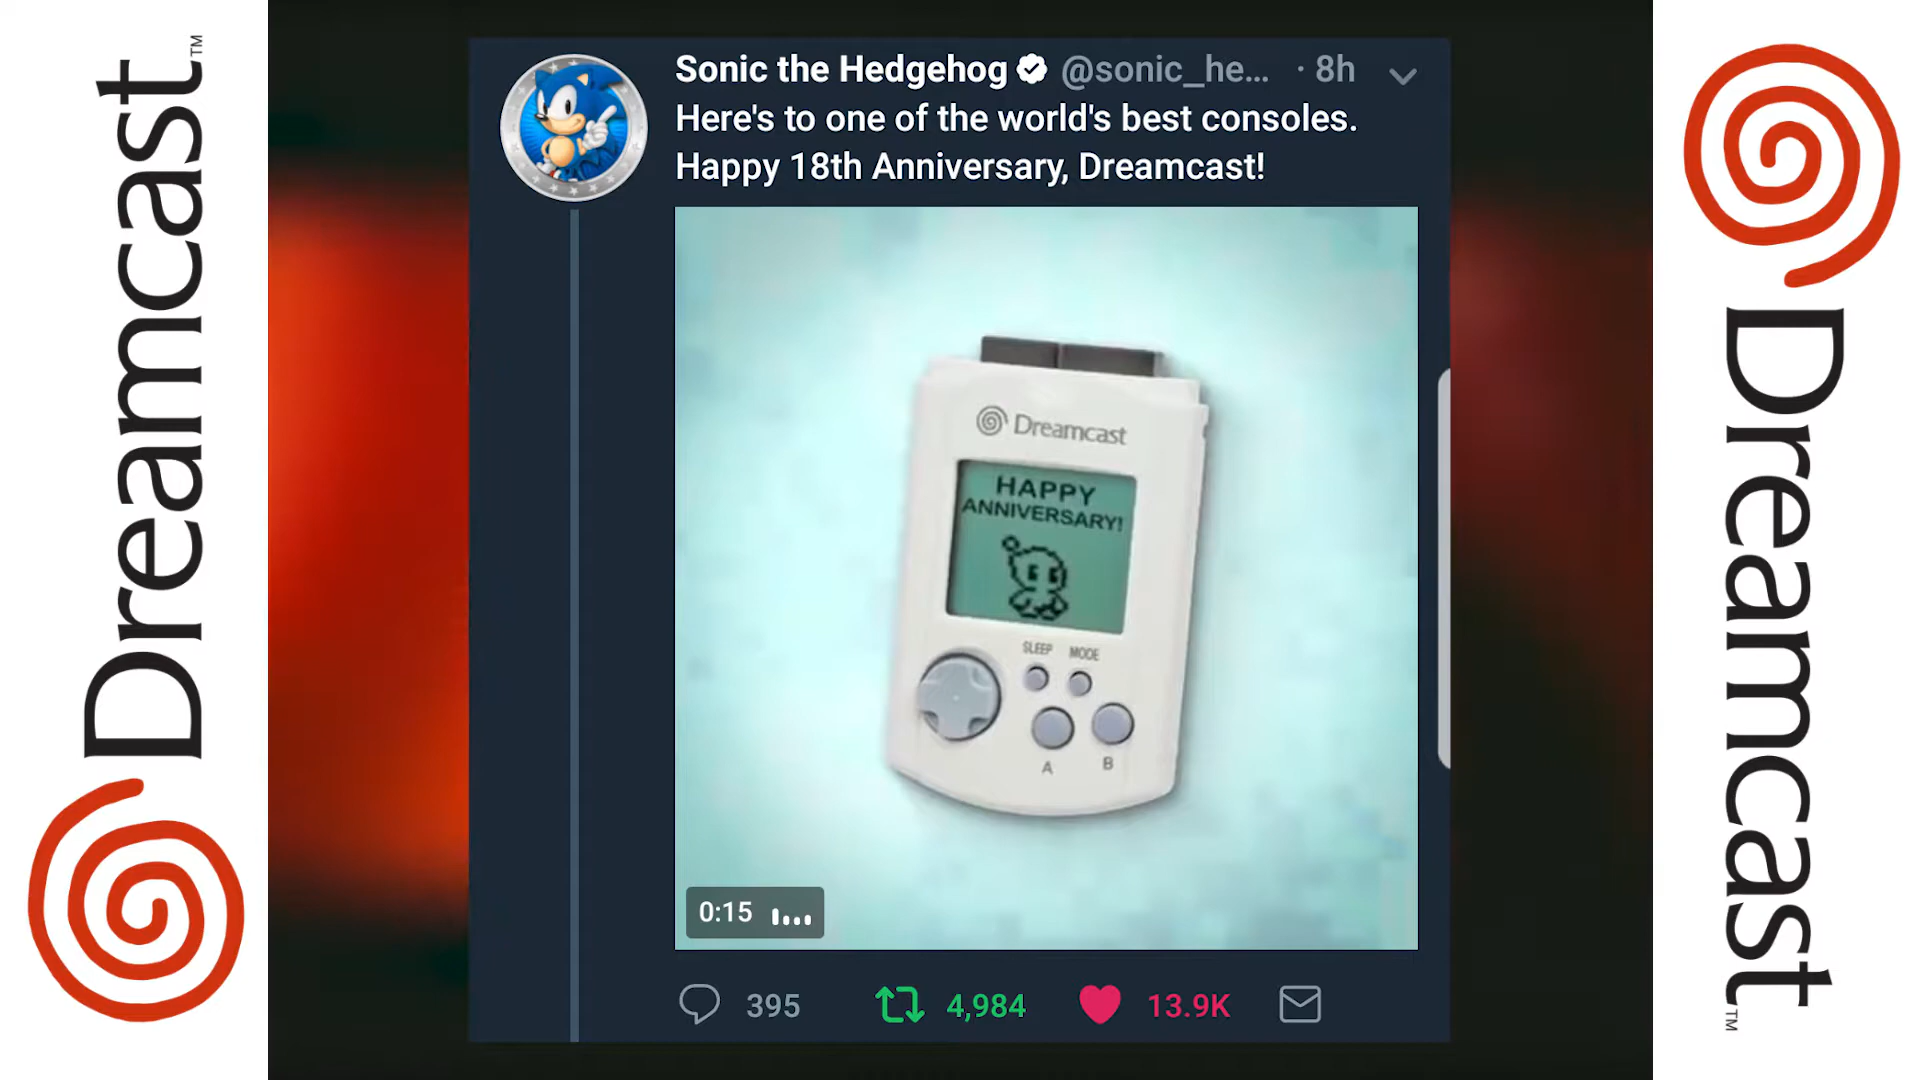 Dreamcast™
Sonic the Hedgehog @sonic_he... · 8h
Here's to one of the world's best consoles.
Happy 18th Anniversary, Dreamcast!
Dreamcast
HAPPY
ANNIVERSARY!
SLEEP MODE
A B
0:15
395 4,984 13.9K
Dreamcast™